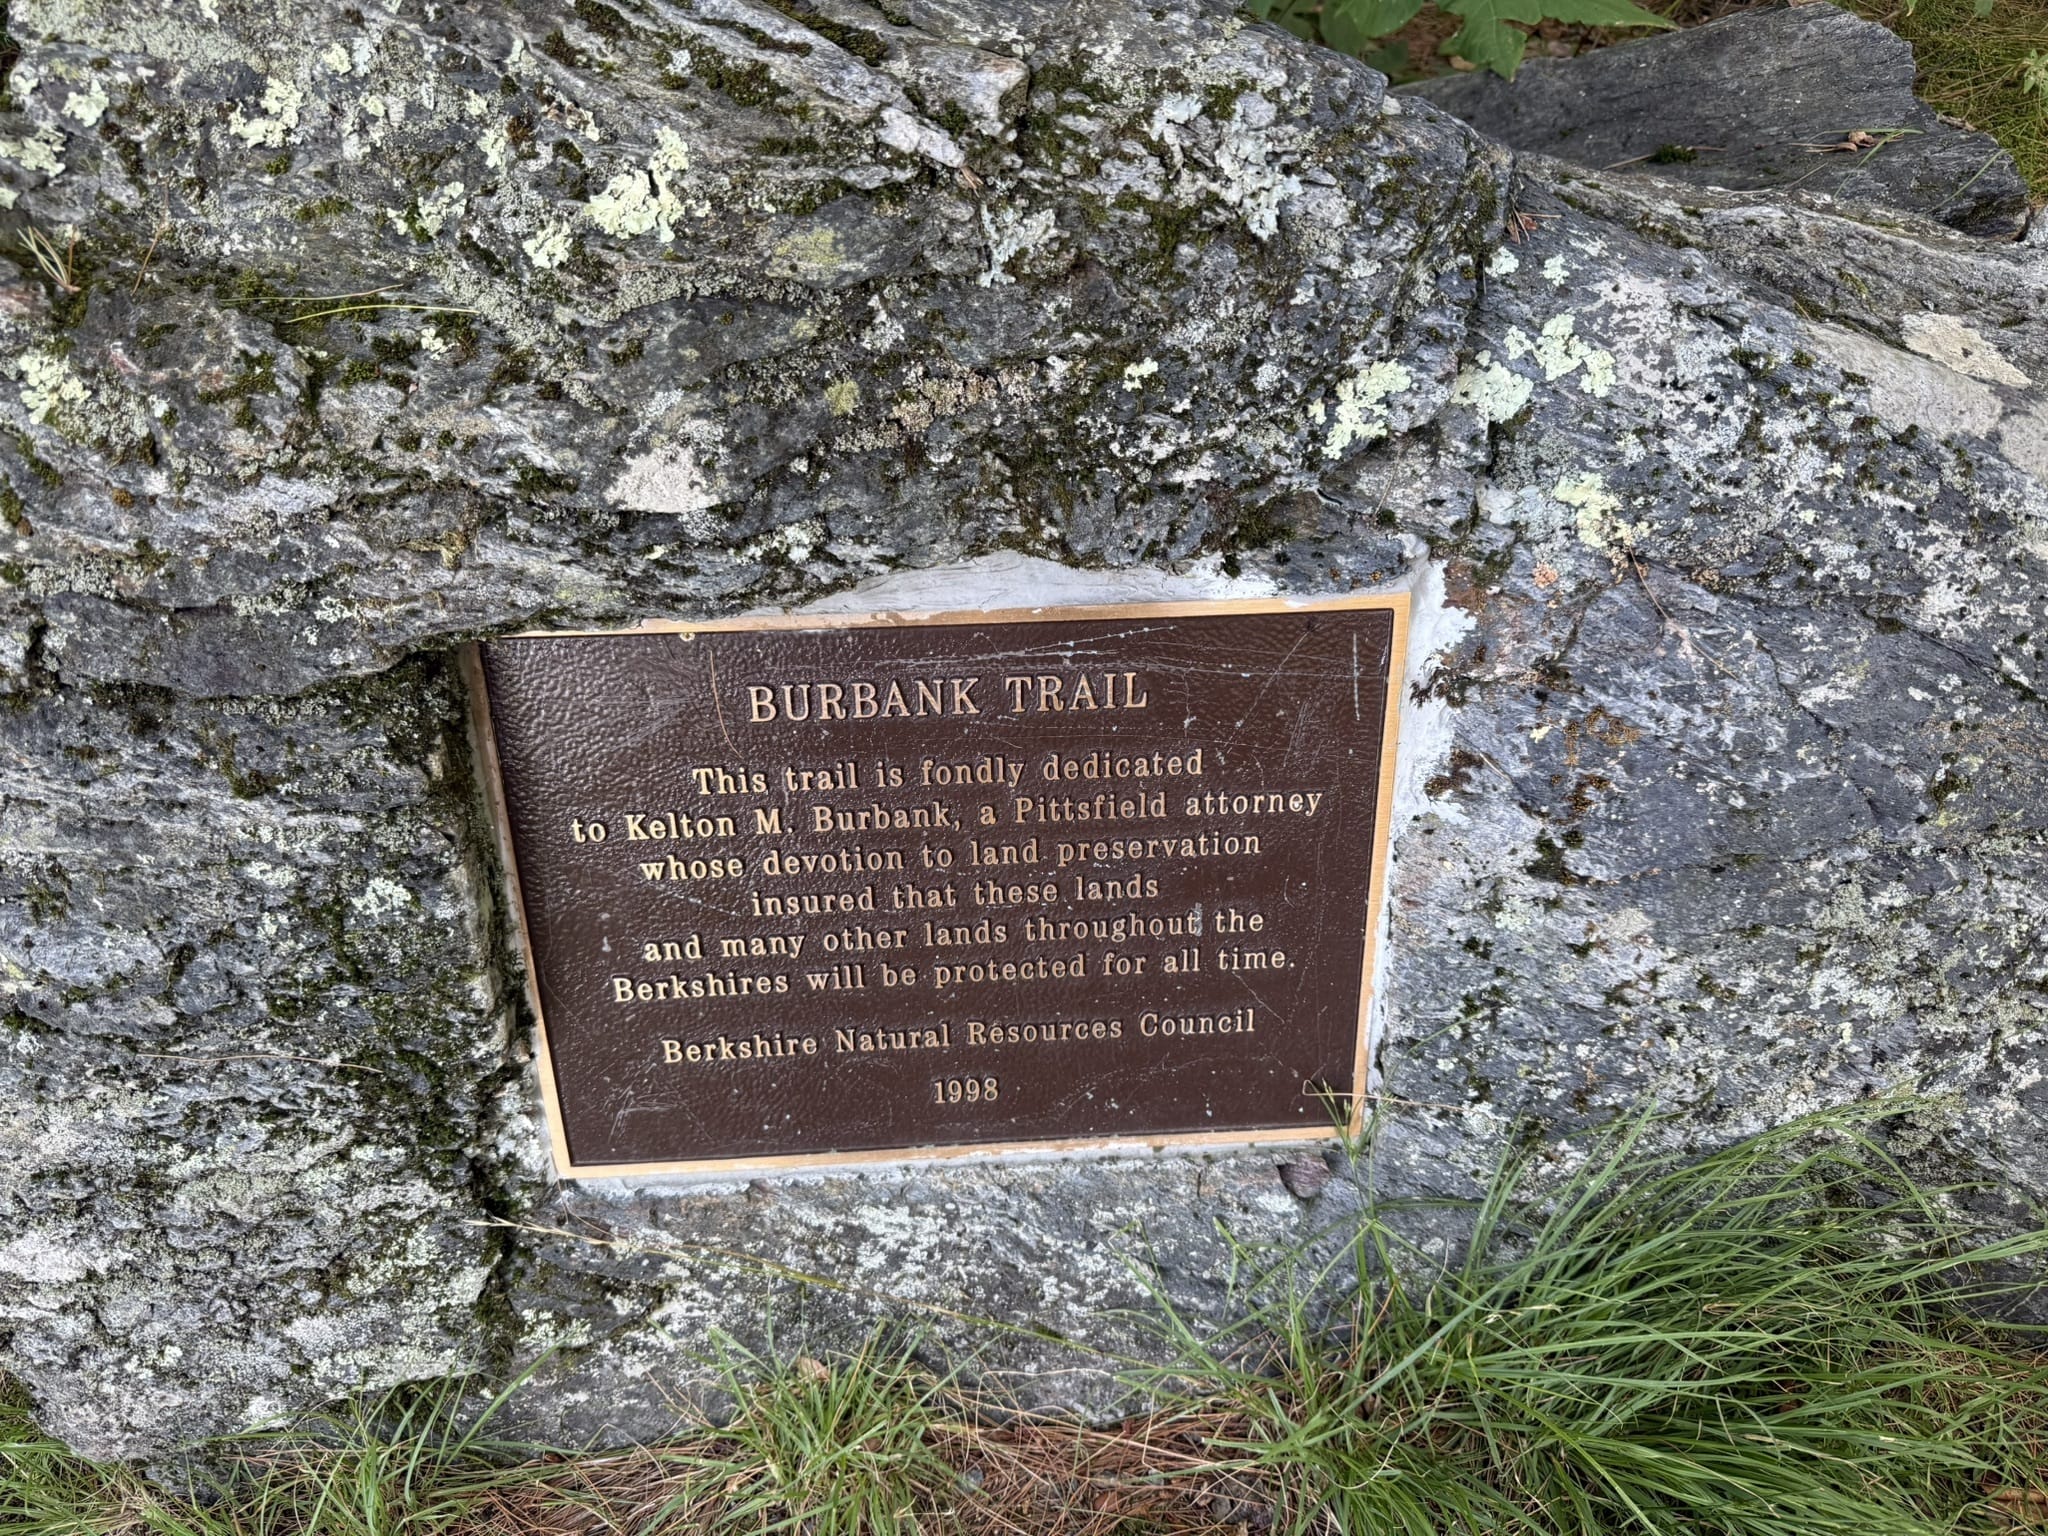 BURBANK TRAIL
This trail is fondly dedicated
to Kelton M. Burbank, a Pittsfield attorney
whose devotion to land preservation
insured that these lands
and many other lands throughout the
Berkshires will be protected for all time.
Berkshire Natural Resources Council
1998